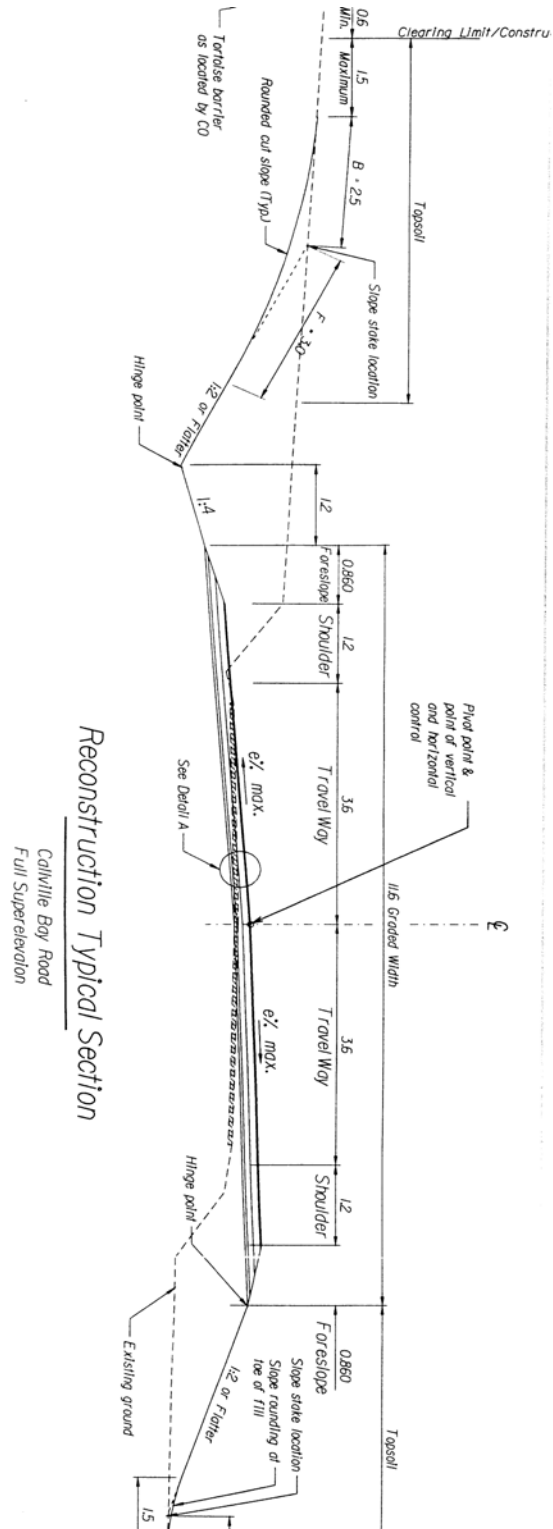 0.6
Min.
Clearing Limit/Constru
1.5
Maximum
Tortoise barrier
as located by CO
Rounded cut slope (Typ.)
B = 2.5
Topsoil
Slope stake location
F = 3.0
1:2 or Flatter
Hinge point
1.2
1:4
0.860
Foreslope
1.2
Shoulder
Pivot point &
point of vertical
and horizontal
control
3.6
Travel Way
e% max.
See Detail A
11.6 Graded Width
℄
3.6
Travel Way
e% max.
1.2
Shoulder
Hinge point
0.860
Foreslope
Existing ground
1:2 or Flatter
Slope stake location
Slope rounding at
toe of fill
Topsoil
1.5
Reconstruction Typical Section
Callville Bay Road
Full Superelevaion